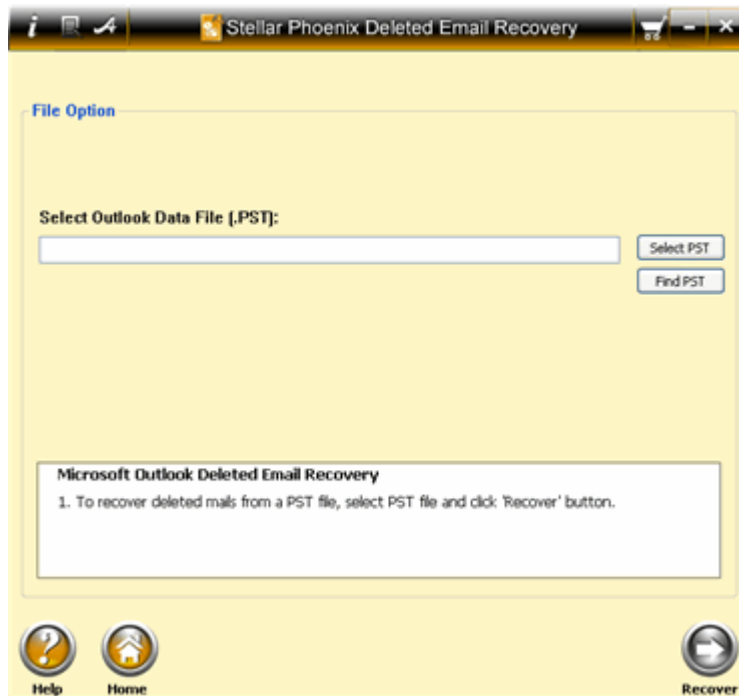 i
Stellar Phoenix Deleted Email Recovery
File Option
Select Outlook Data File (.PST):
Select PST
Find PST
Microsoft Outlook Deleted Email Recovery
1. To recover deleted mails from a PST file, select PST file and click 'Recover' button.
?
Help
Home
Recover